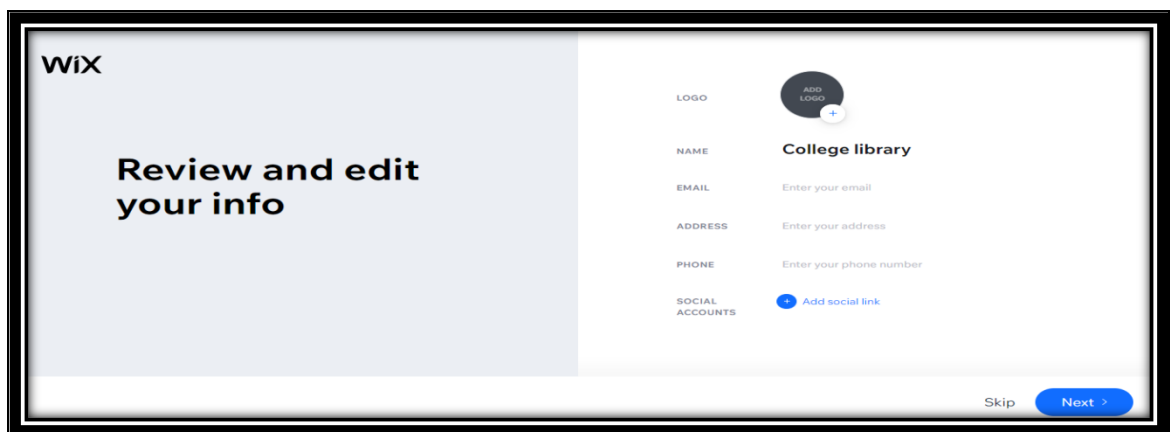 WiX
Review and edit
your info
LOGO
ADD
LOGO
+
NAME
College library
EMAIL
Enter your email
ADDRESS
Enter your address
PHONE
Enter your phone number
SOCIAL
ACCOUNTS
+ Add social link
Skip
Next >